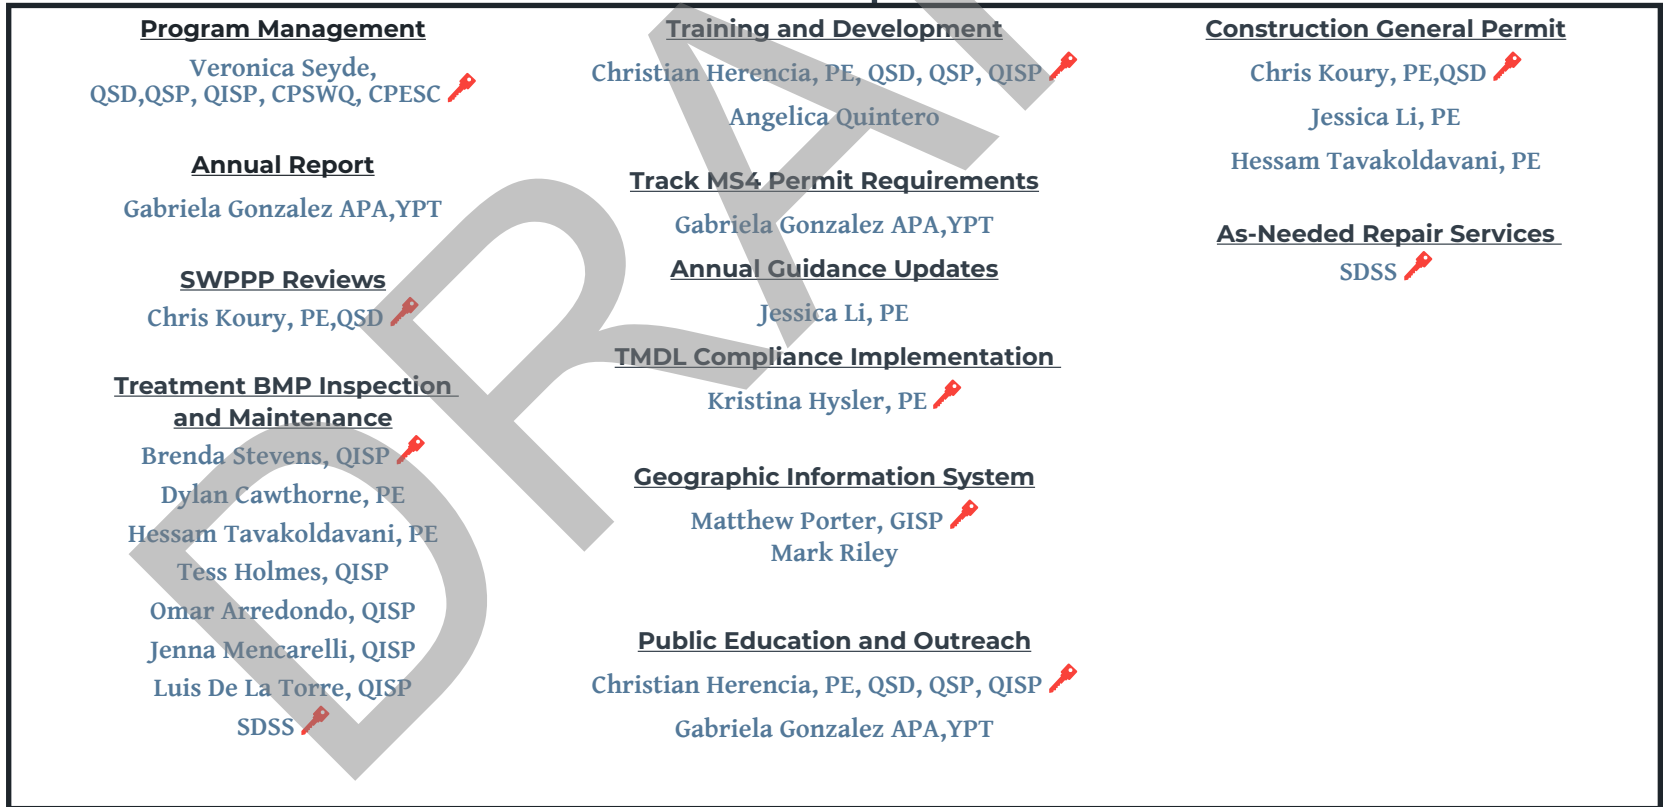 Program Management
Veronica Seyde,
QSD,QSP, QISP, CPSWQ, CPESC
Annual Report
Gabriela Gonzalez APA,YPT
SWPPP Reviews
Chris Koury, PE,QSD
Treatment BMP Inspection
and Maintenance
Brenda Stevens, QISP
Dylan Cawthorne, PE
Hessam Tavakoldavani, PE
Tess Holmes, QISP
Omar Arredondo, QISP
Jenna Mencarelli, QISP
Luis De La Torre, QISP
SDSS
Training and Development
Christian Herencia, PE, QSD, QSP, QISP
Angelica Quintero
Track MS4 Permit Requirements
Gabriela Gonzalez APA,YPT
Annual Guidance Updates
Jessica Li, PE
TMDL Compliance Implementation
Kristina Hysler, PE
Geographic Information System
Matthew Porter, GISP
Mark Riley
Public Education and Outreach
Christian Herencia, PE, QSD, QSP, QISP
Gabriela Gonzalez APA,YPT
Construction General Permit
Chris Koury, PE,QSD
Jessica Li, PE
Hessam Tavakoldavani, PE
As-Needed Repair Services
SDSS